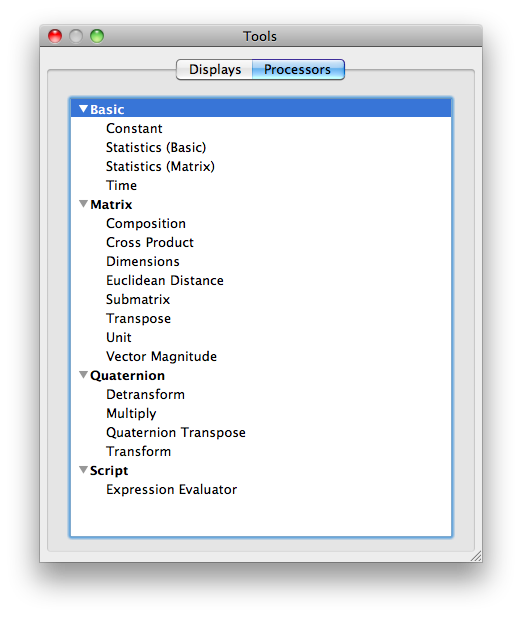 Tools
Displays Processors
Basic
Constant
Statistics (Basic)
Statistics (Matrix)
Time
Matrix
Composition
Cross Product
Dimensions
Euclidean Distance
Submatrix
Transpose
Unit
Vector Magnitude
Quaternion
Detransform
Multiply
Quaternion Transpose
Transform
Script
Expression Evaluator